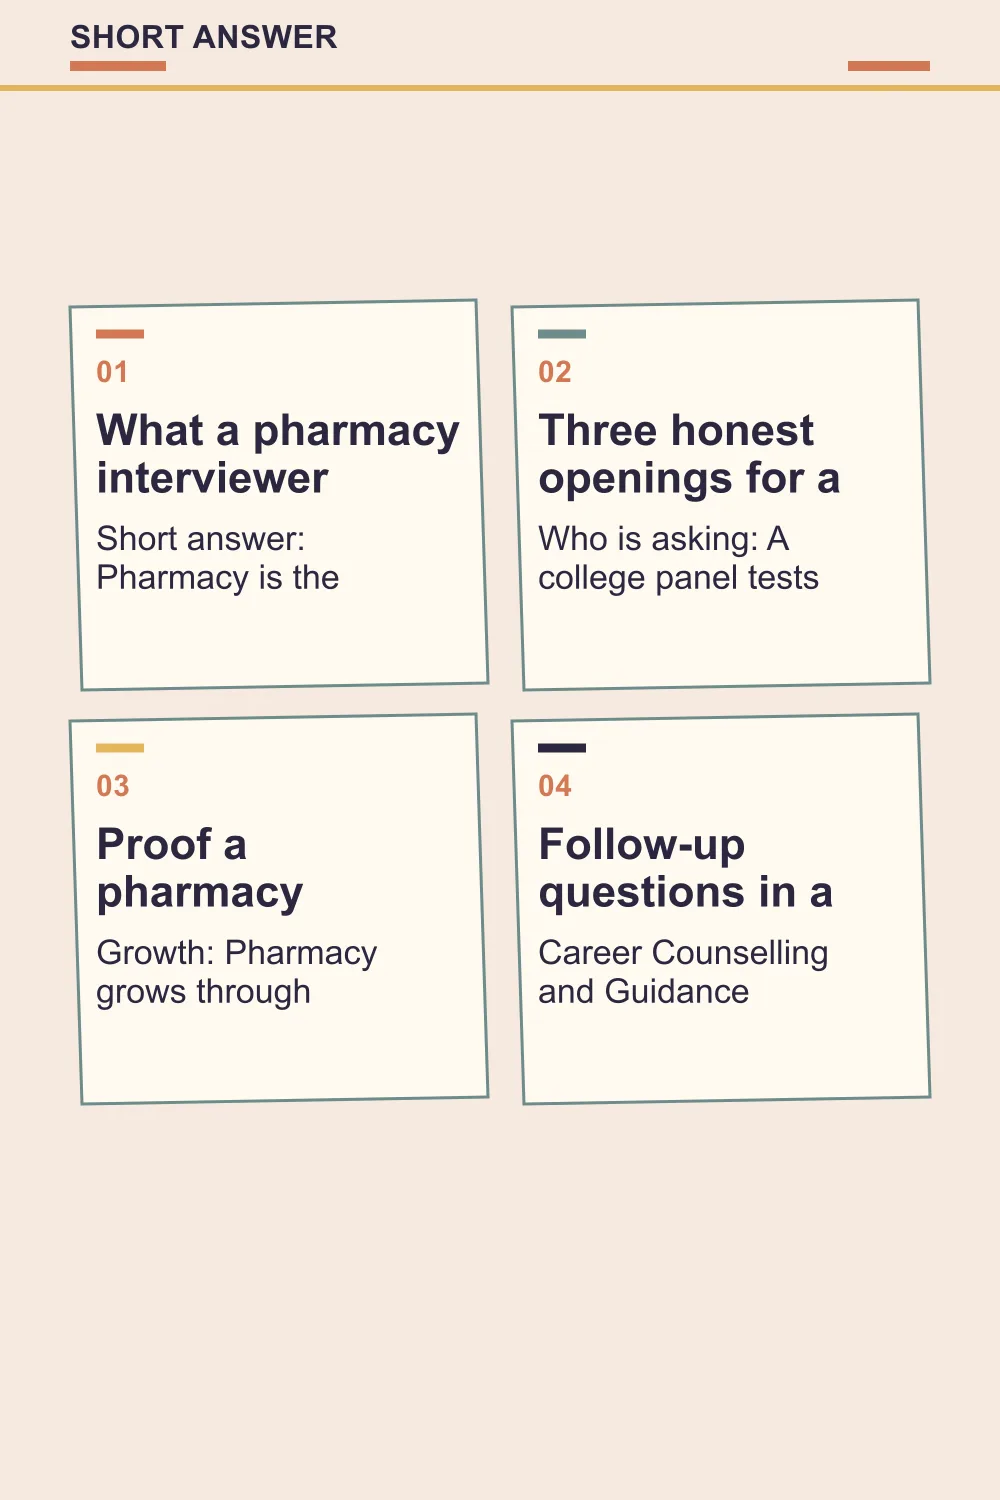 SHORT ANSWER
01
What a pharmacy
interviewer
Short answer:
Pharmacy is the
02
Three honest
openings for a
Who is asking: A
college panel tests
03
Proof a
pharmacy
Growth: Pharmacy
grows through
04
Follow-up
questions in a
Career Counselling
and Guidance